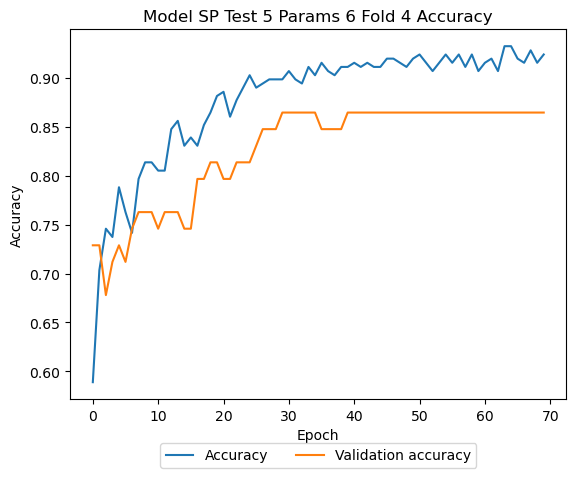 Model SP Test 5 Params 6 Fold 4 Accuracy
Accuracy
0.90
0.85
0.80
0.75
0.70
0.65
0.60
0 10 20 30 40 50 60 70
Epoch
Accuracy Validation accuracy